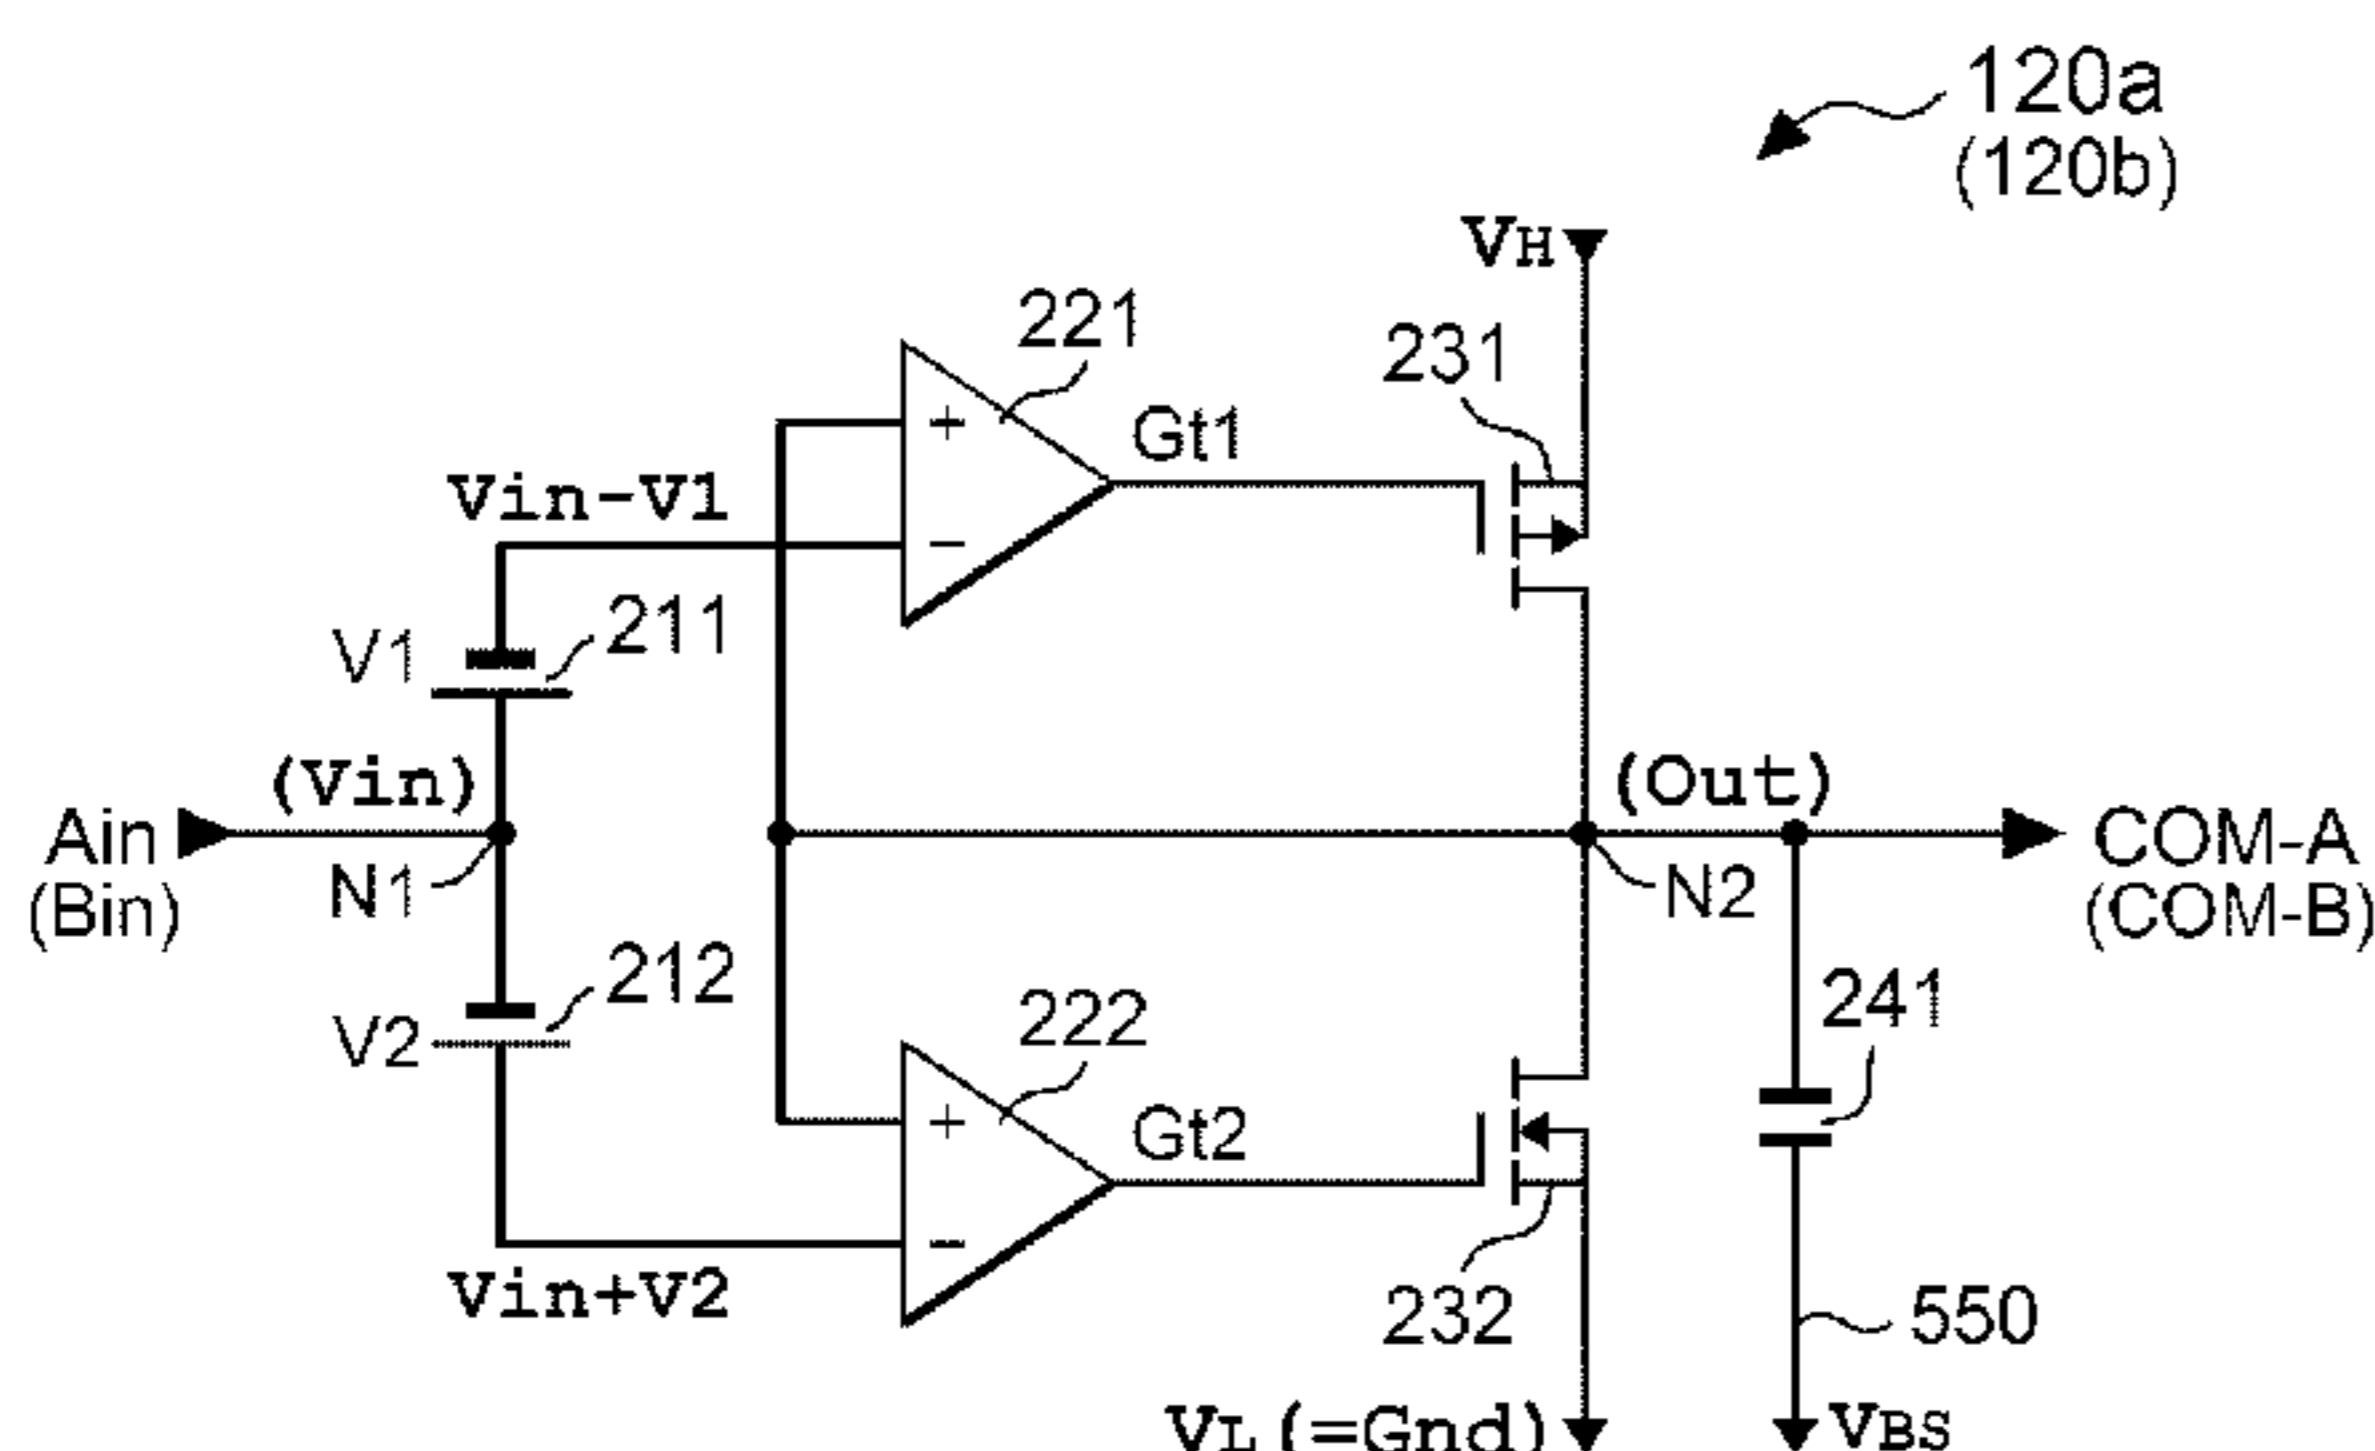 120a
(120b)
VH
221
231
Gt1
Vin-V1
+
-
211
V1
(Vin)
(Out)
Ain
(Bin)
N1
N2
COM-A
(COM-B)
212
V2
222
241
Gt2
+
-
Vin+V2
232
550
VL(=Gnd)
VBS